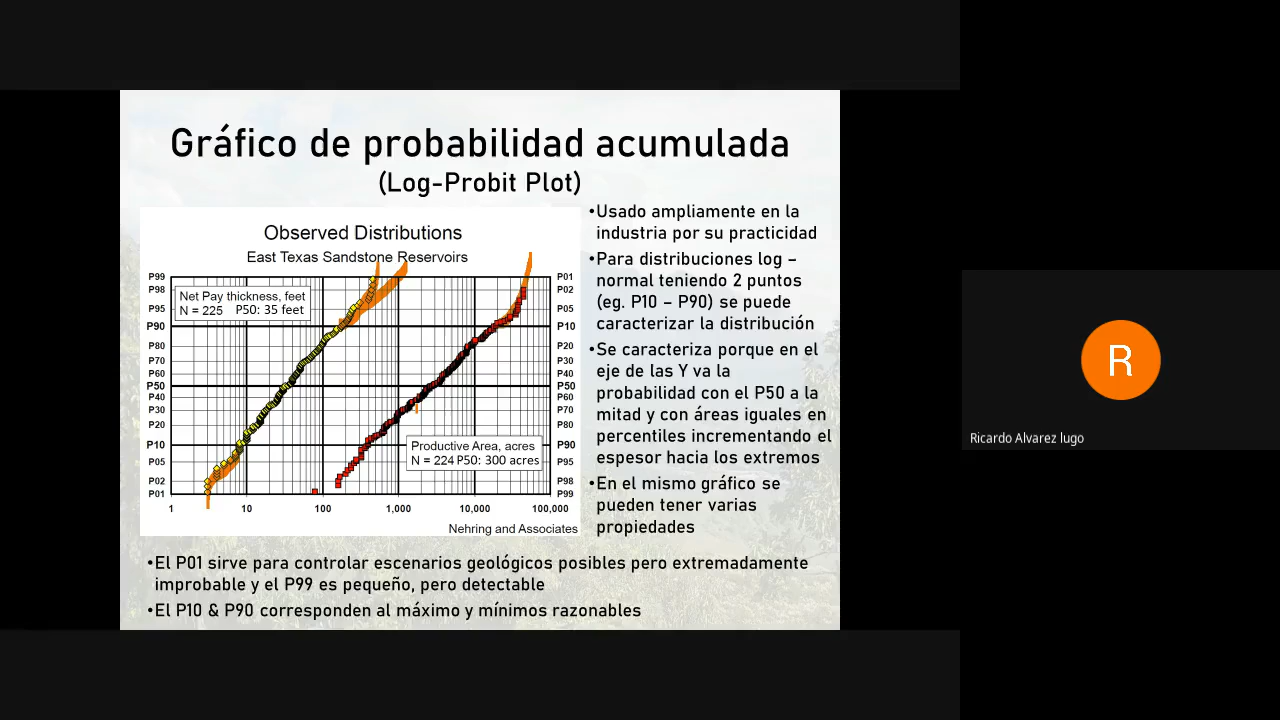 Gráfico de probabilidad acumulada
(Log-Probit Plot)
Observed Distributions
East Texas Sandstone Reservoirs
Net Pay thickness, feet
N = 225 P50: 35 feet
P99
P98
P95
P90
P80
P70
P60
P50
P40
P30
P20
P10
P05
P02
P01
P01
P02
P05
P10
P20
P30
P40
P50
P60
P70
P80
P90
P95
P98
P99
Productive Area, acres
N = 224 P50: 300 acres
1 10 100 1,000 10,000 100,000
Nehring and Associates
•Usado ampliamente en la
industria por su practicidad
•Para distribuciones log –
normal teniendo 2 puntos
(eg. P10 – P90) se puede
caracterizar la distribución
•Se caracteriza porque en el
eje de las Y va la
probabilidad con el P50 a la
mitad y con áreas iguales en
percentiles incrementando el
espesor hacia los extremos
•En el mismo gráfico se
pueden tener varias
propiedades
•El P01 sirve para controlar escenarios geológicos posibles pero extremadamente
improbable y el P99 es pequeño, pero detectable
•El P10 & P90 corresponden al máximo y mínimos razonables
R
Ricardo Alvarez lugo